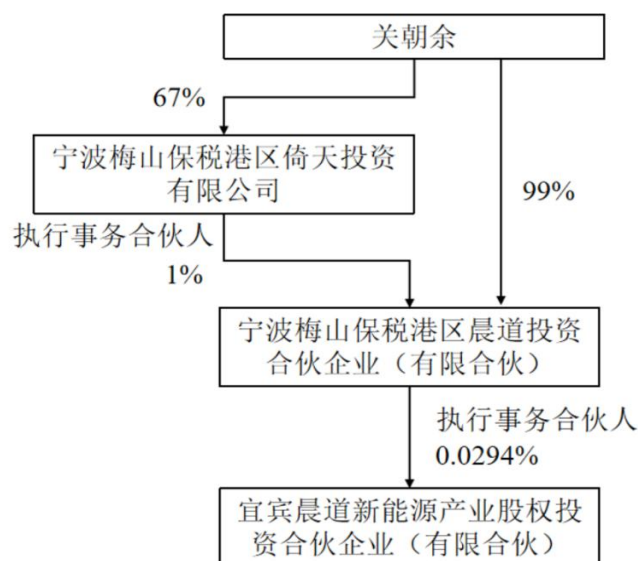 关朝余
67%
宁波梅山保税港区倚天投资
有限公司
99%
执行事务合伙人
1%
宁波梅山保税港区晨道投资
合伙企业（有限合伙）
执行事务合伙人
0.0294%
宜宾晨道新能源产业股权投
资合伙企业（有限合伙）